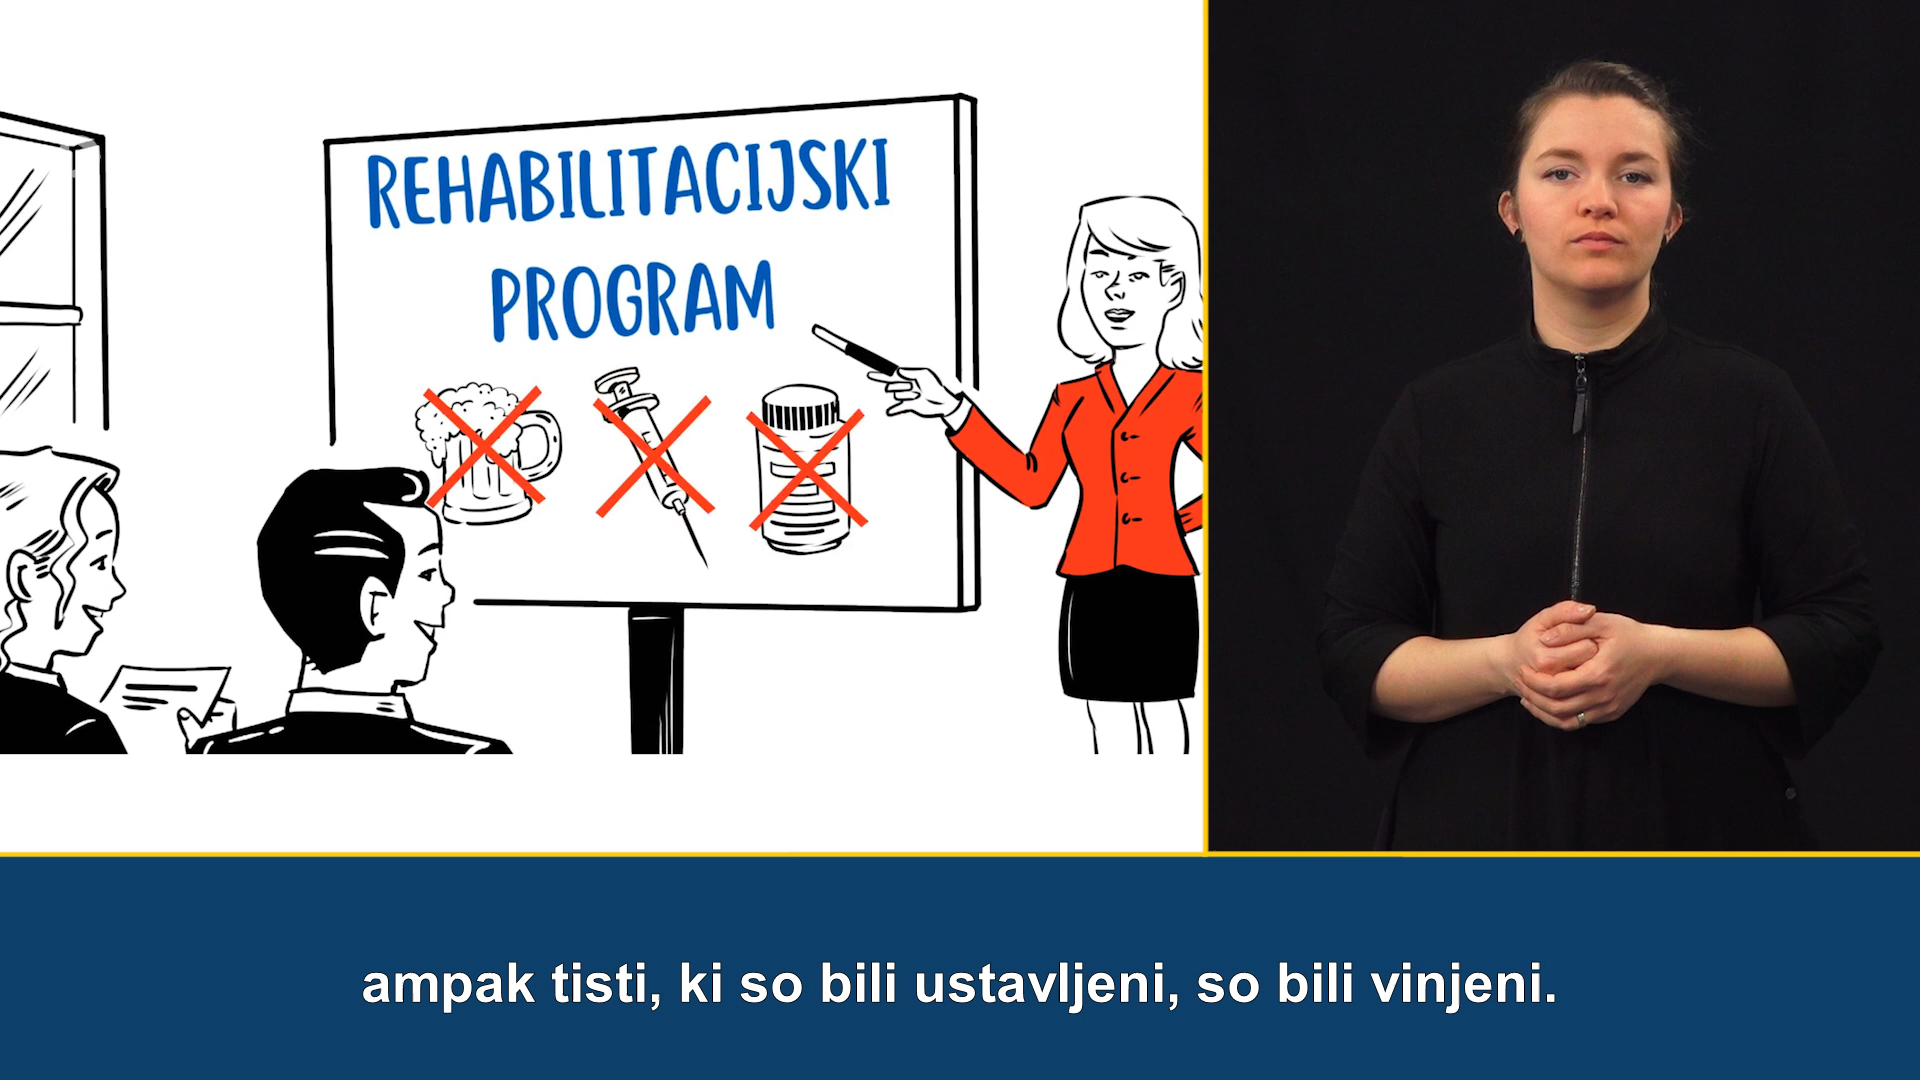 REHABILITACIJSKI
PROGRAM
ampak tisti, ki so bili ustavljeni, so bili vinjeni.